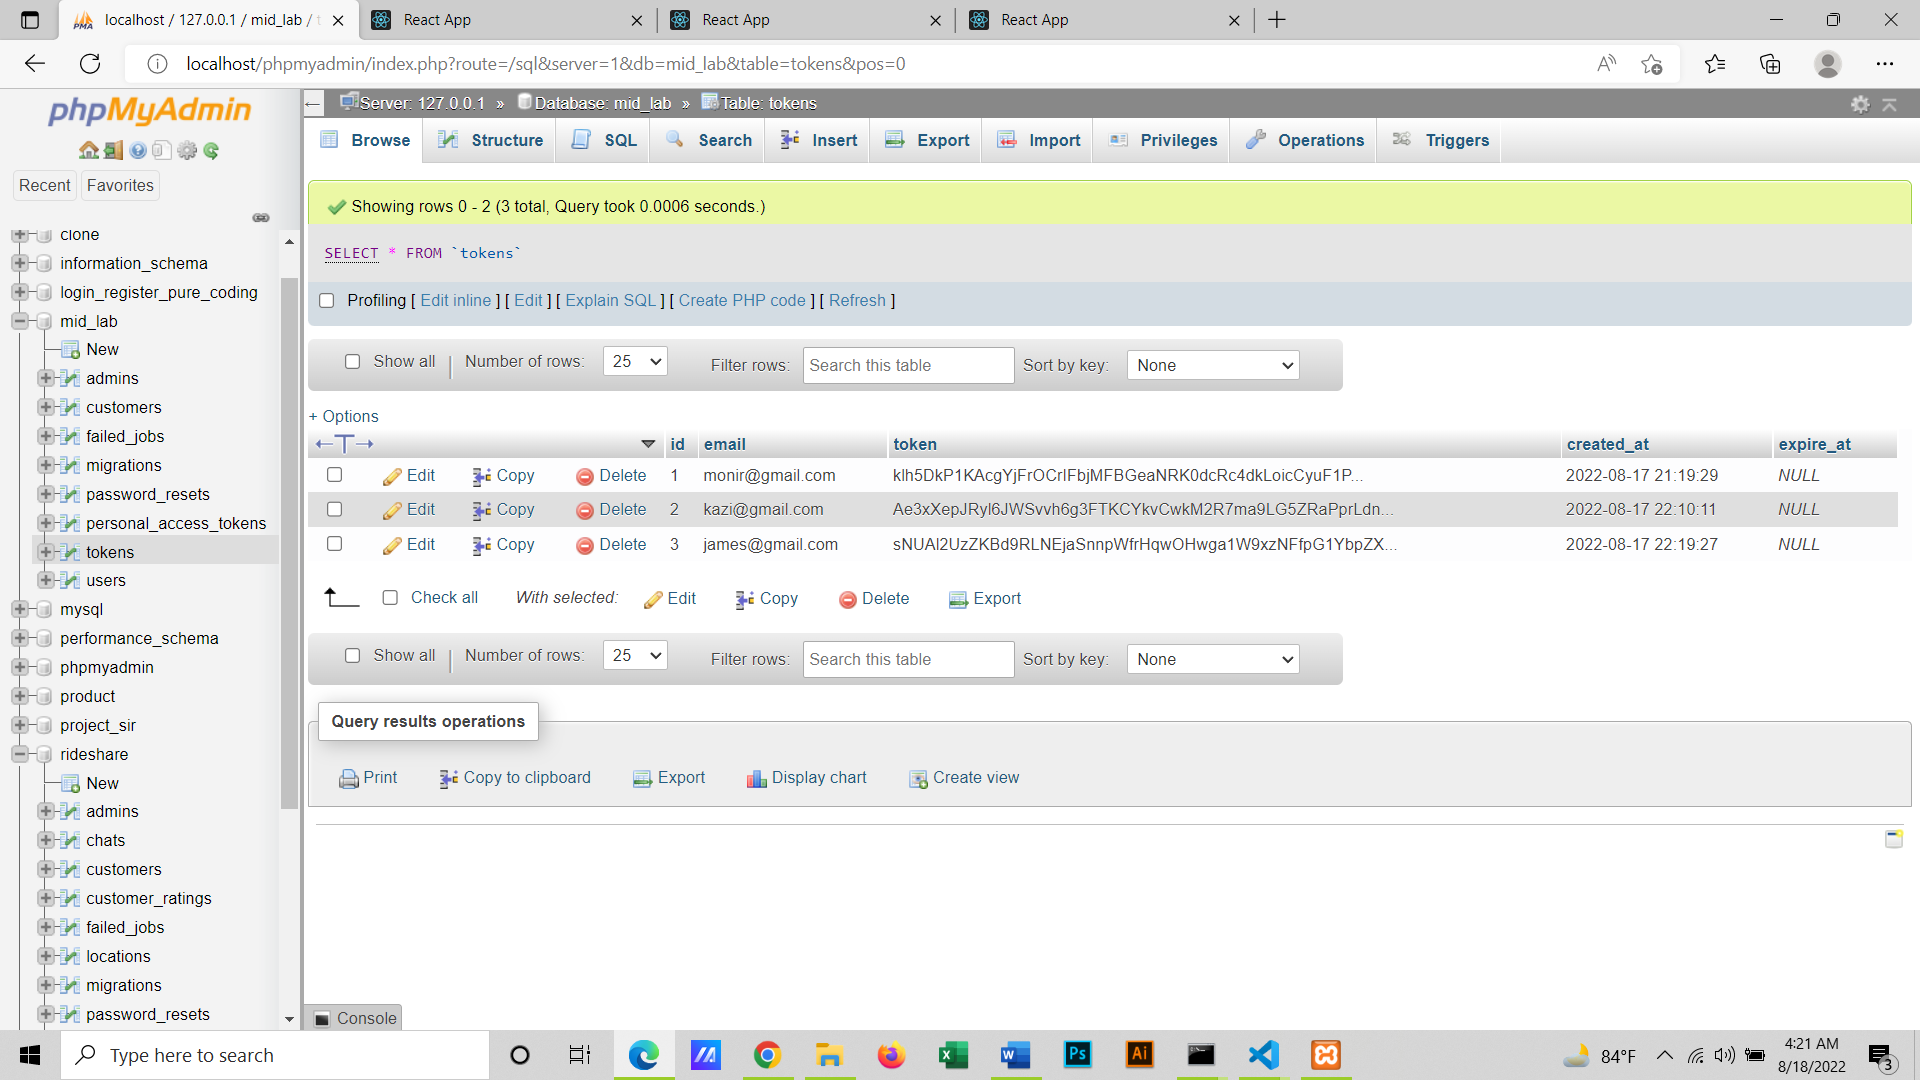 localhost / 127.0.0.1 / mid_lab / t
React App
React App
React App
localhost/phpmyadmin/index.php?route=/sql&server=1&db=mid_lab&table=tokens&pos=0
phpMyAdmin
Recent
Favorites
clone
information_schema
login_register_pure_coding
mid_lab
New
admins
customers
failed_jobs
migrations
password_resets
personal_access_tokens
tokens
users
mysql
performance_schema
phpmyadmin
product
project_sir
rideshare
New
admins
chats
customers
customer_ratings
failed_jobs
locations
migrations
password_resets
Server: 127.0.0.1 » Database: mid_lab » Table: tokens
Browse Structure SQL Search Insert Export Import Privileges Operations Triggers
Showing rows 0 - 2 (3 total, Query took 0.0006 seconds.)
SELECT * FROM `tokens`
Profiling [ Edit inline ] [ Edit ] [ Explain SQL ] [ Create PHP code ] [ Refresh ]
Show all Number of rows: 25 Filter rows: Search this table Sort by key: None
+ Options
id email token created_at expire_at
Edit Copy Delete 1 monir@gmail.com klh5DkP1KAcgYjFrOCrlFbjMFBGeaNRK0dcRc4dkLoicCyuF1P... 2022-08-17 21:19:29 NULL
Edit Copy Delete 2 kazi@gmail.com Ae3xXepJRyl6JWSvvh6g3FTKCYkvCwkM2R7ma9LG5ZRaPprLdn... 2022-08-17 22:10:11 NULL
Edit Copy Delete 3 james@gmail.com sNUAl2UzZKBd9RLNEjaSnnpWfrHqwOHwga1W9xzNFfpG1YbpZX... 2022-08-17 22:19:27 NULL
Check all With selected: Edit Copy Delete Export
Show all Number of rows: 25 Filter rows: Search this table Sort by key: None
Query results operations
Print Copy to clipboard Export Display chart Create view
Console
Type here to search
Ps
Ai
84°F
4:21 AM
8/18/2022
3